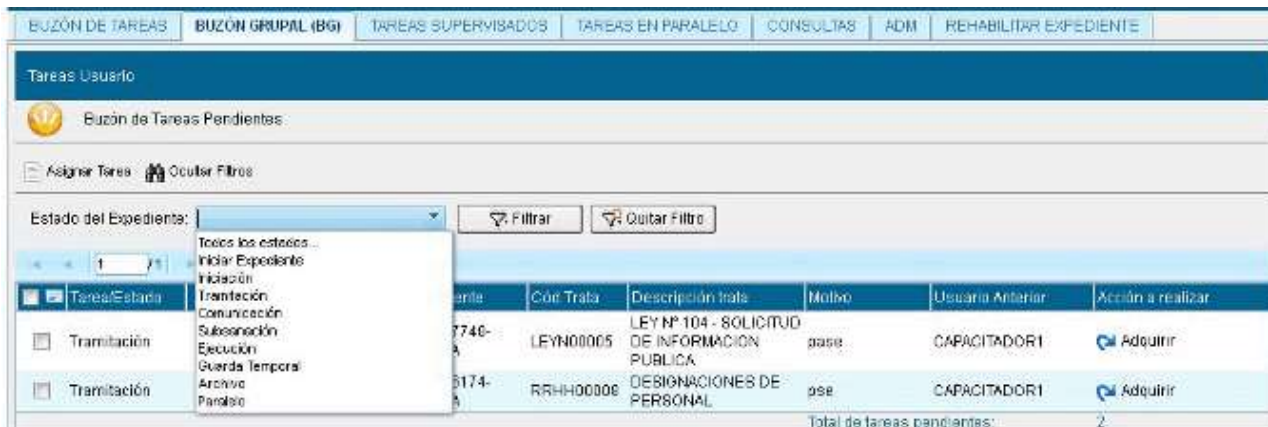 BUZÓN DE TAREAS BUZÓN GRUPAL (BG) TAREAS SUPERVISADOS TAREAS EN PARALELO CONSULTAS ADM REHABILITAR EXPEDIENTE
Tareas Usuario
Buzón de Tareas Pendientes
Asignar Tarea Ocultar Filtros
Estado del Expediente: Filtrar Quitar Filtro
Todos los estados...
Iniciar Expediente
Iniciación
Tramitación
Comunicación
Subsanación
Ejecución
Guarda Temporal
Archivo
Paralelo
1 /1
Tarea/Estado Cód Trata Descripción trata Motivo Usuario Anterior Acción a realizar
Tramitación 7748- LEYN00005 LEY Nº 104 - SOLICITUD DE INFORMACION PUBLICA pase CAPACITADOR1 Adquirir
Tramitación 6174- RRHH00008 DESIGNACIONES DE PERSONAL pse CAPACITADOR1 Adquirir
Total de tareas pendientes: 2